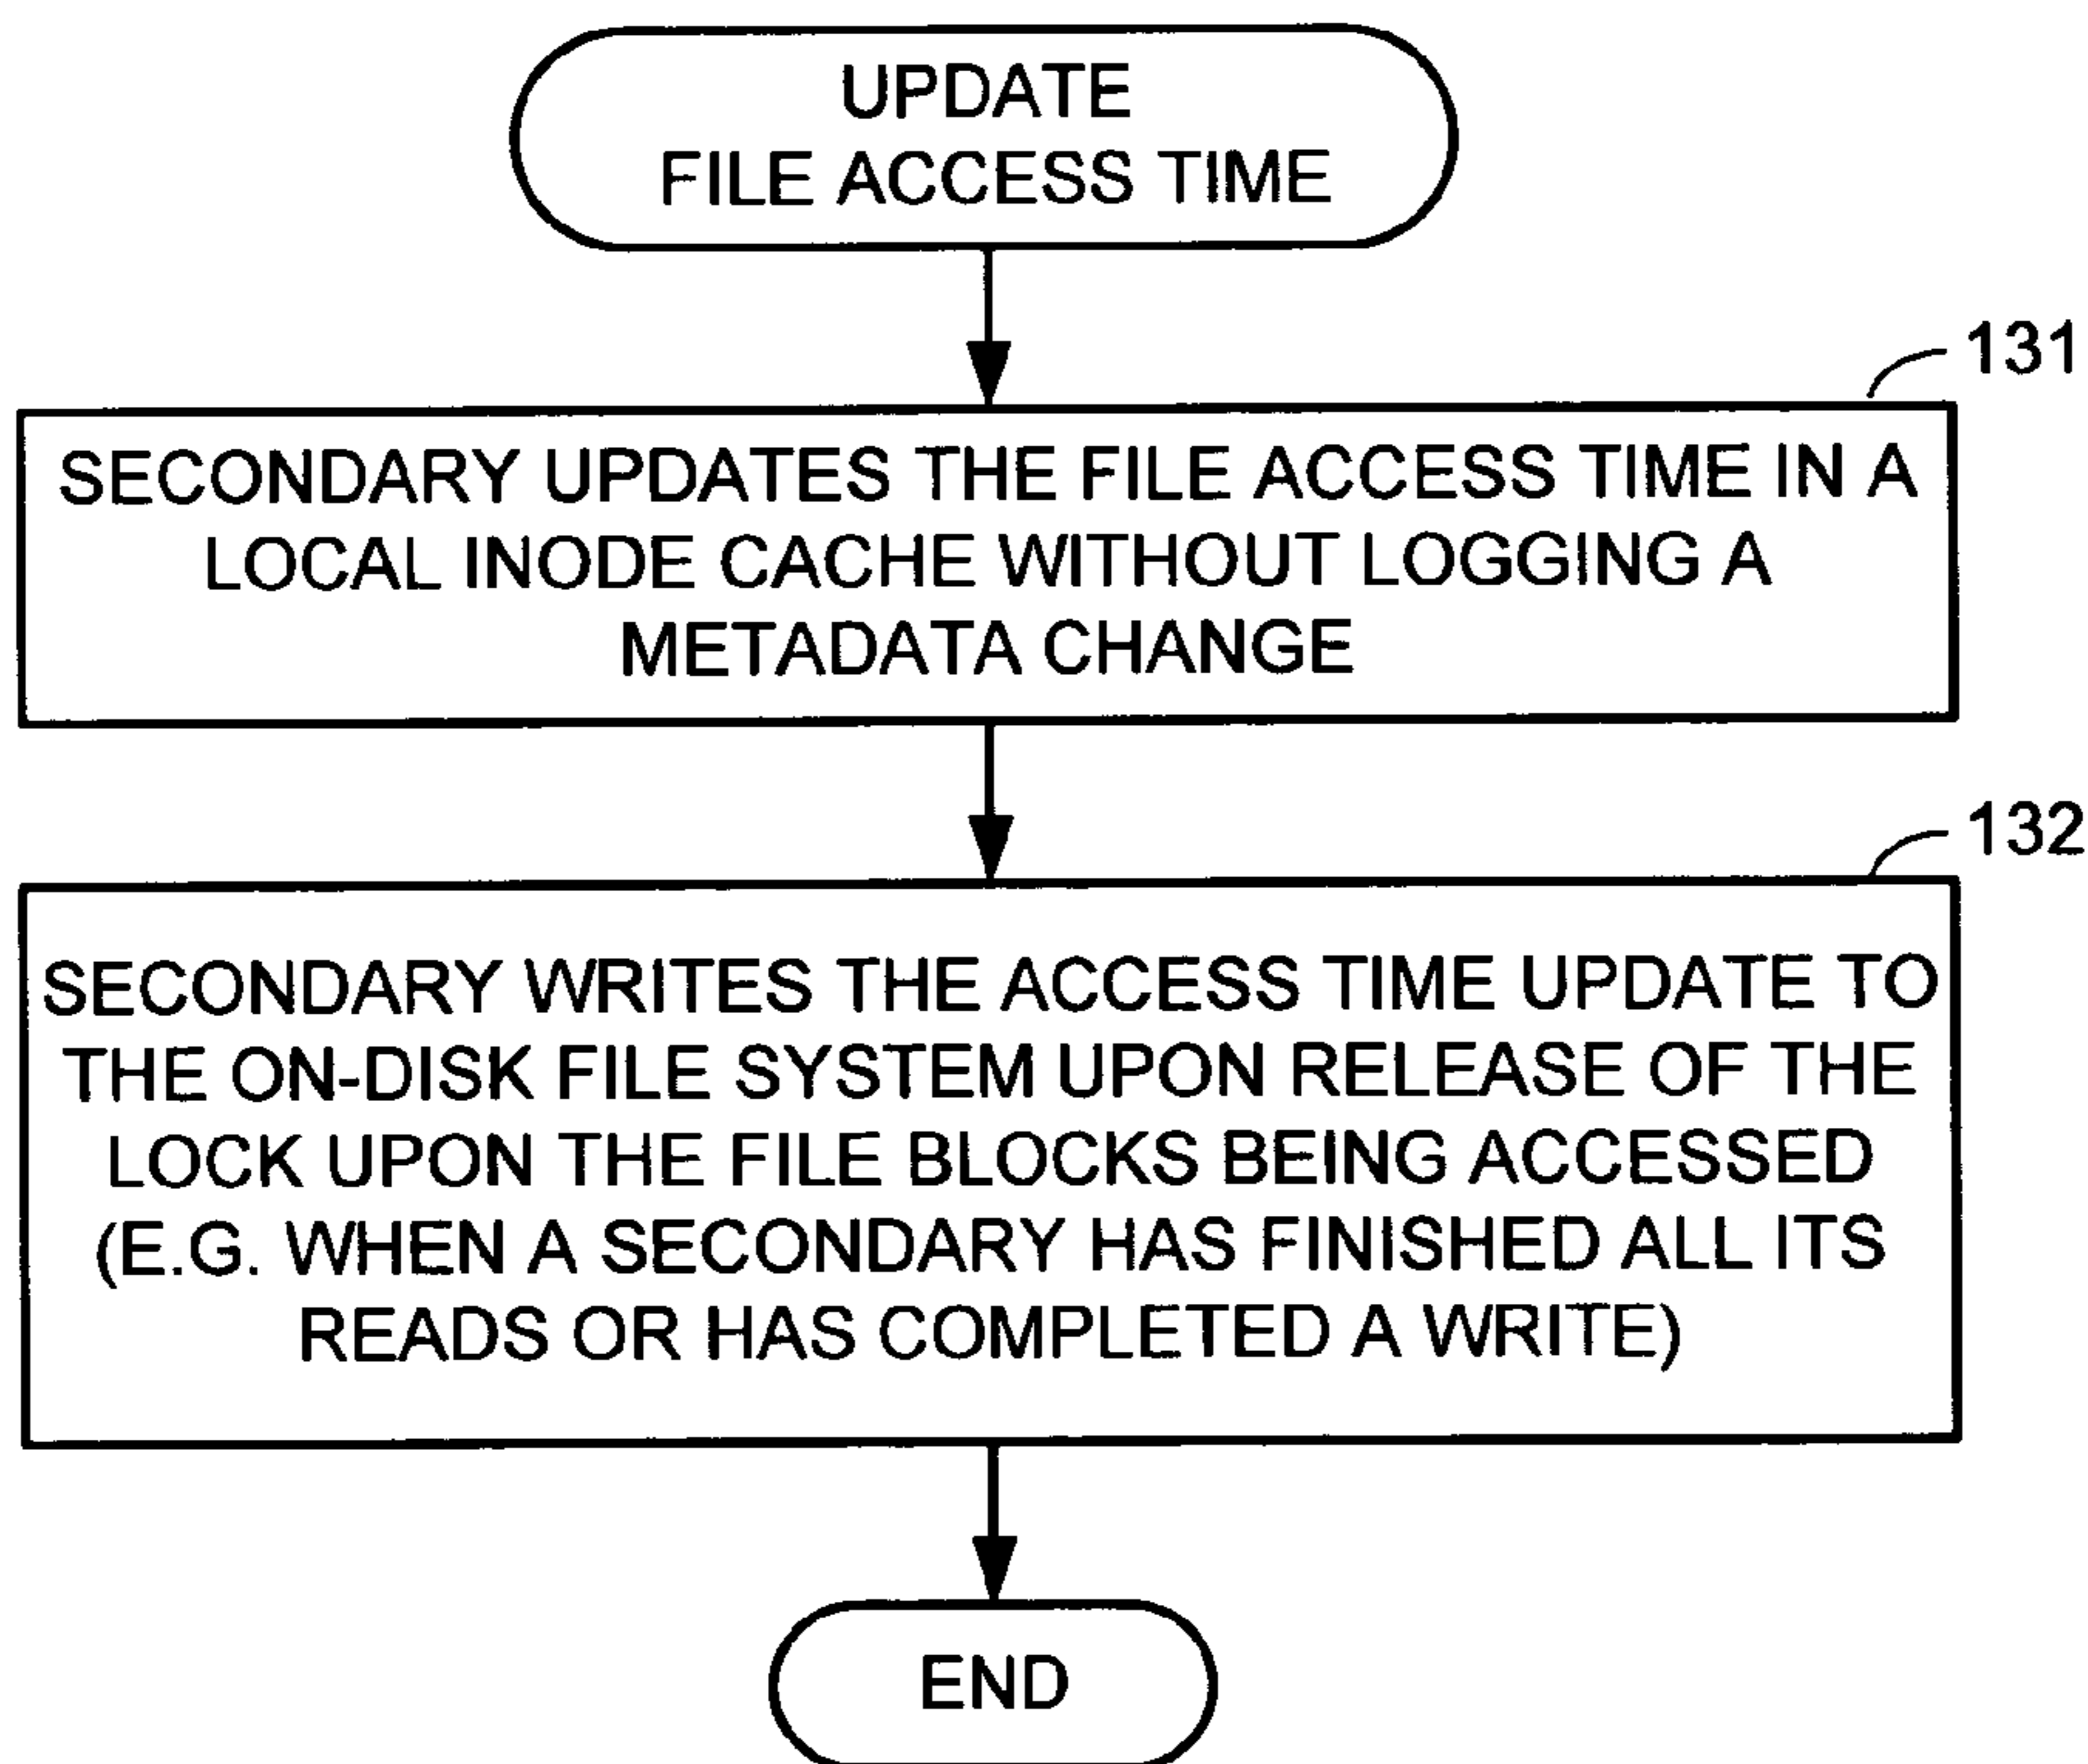 UPDATE
FILE ACCESS TIME
131
SECONDARY UPDATES THE FILE ACCESS TIME IN A
LOCAL INODE CACHE WITHOUT LOGGING A
METADATA CHANGE
132
SECONDARY WRITES THE ACCESS TIME UPDATE TO
THE ON-DISK FILE SYSTEM UPON RELEASE OF THE
LOCK UPON THE FILE BLOCKS BEING ACCESSED
(E.G. WHEN A SECONDARY HAS FINISHED ALL ITS
READS OR HAS COMPLETED A WRITE)
END